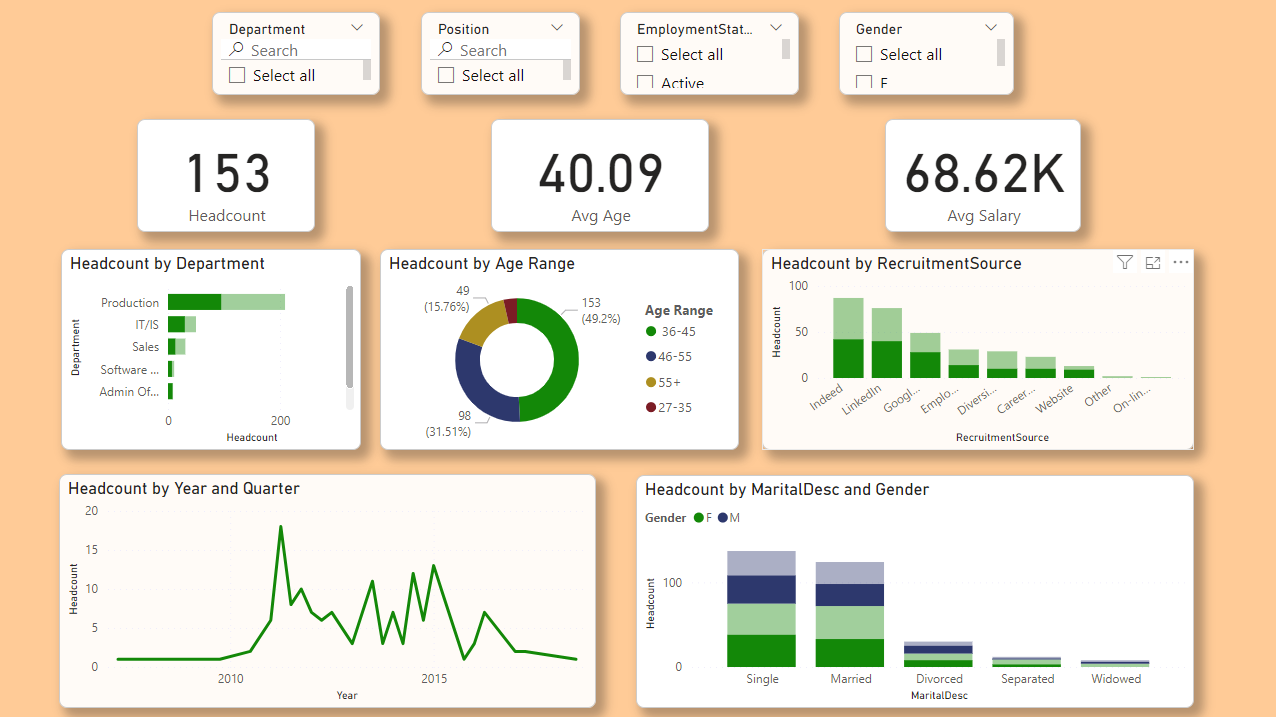 Department
Search
Select all
Position
Search
Select all
EmploymentStat...
Select all
Active
Gender
Select all
F
153
Headcount
40.09
Avg Age
68.62K
Avg Salary
Headcount by Department
Department
Production
IT/IS
Sales
Software ...
Admin Of...
0
200
Headcount
Headcount by Age Range
49
(15.76%)
153
(49.2%)
98
(31.51%)
Age Range
36-45
46-55
55+
27-35
Headcount by RecruitmentSource
Headcount
100
50
0
Indeed
LinkedIn
Googl...
Emplo...
Diversi...
Career...
Website
Other
On-lin...
RecruitmentSource
Headcount by Year and Quarter
Headcount
20
15
10
5
0
2010
2015
Year
Headcount by MaritalDesc and Gender
Gender F M
Headcount
100
0
Single
Married
Divorced
Separated
Widowed
MaritalDesc